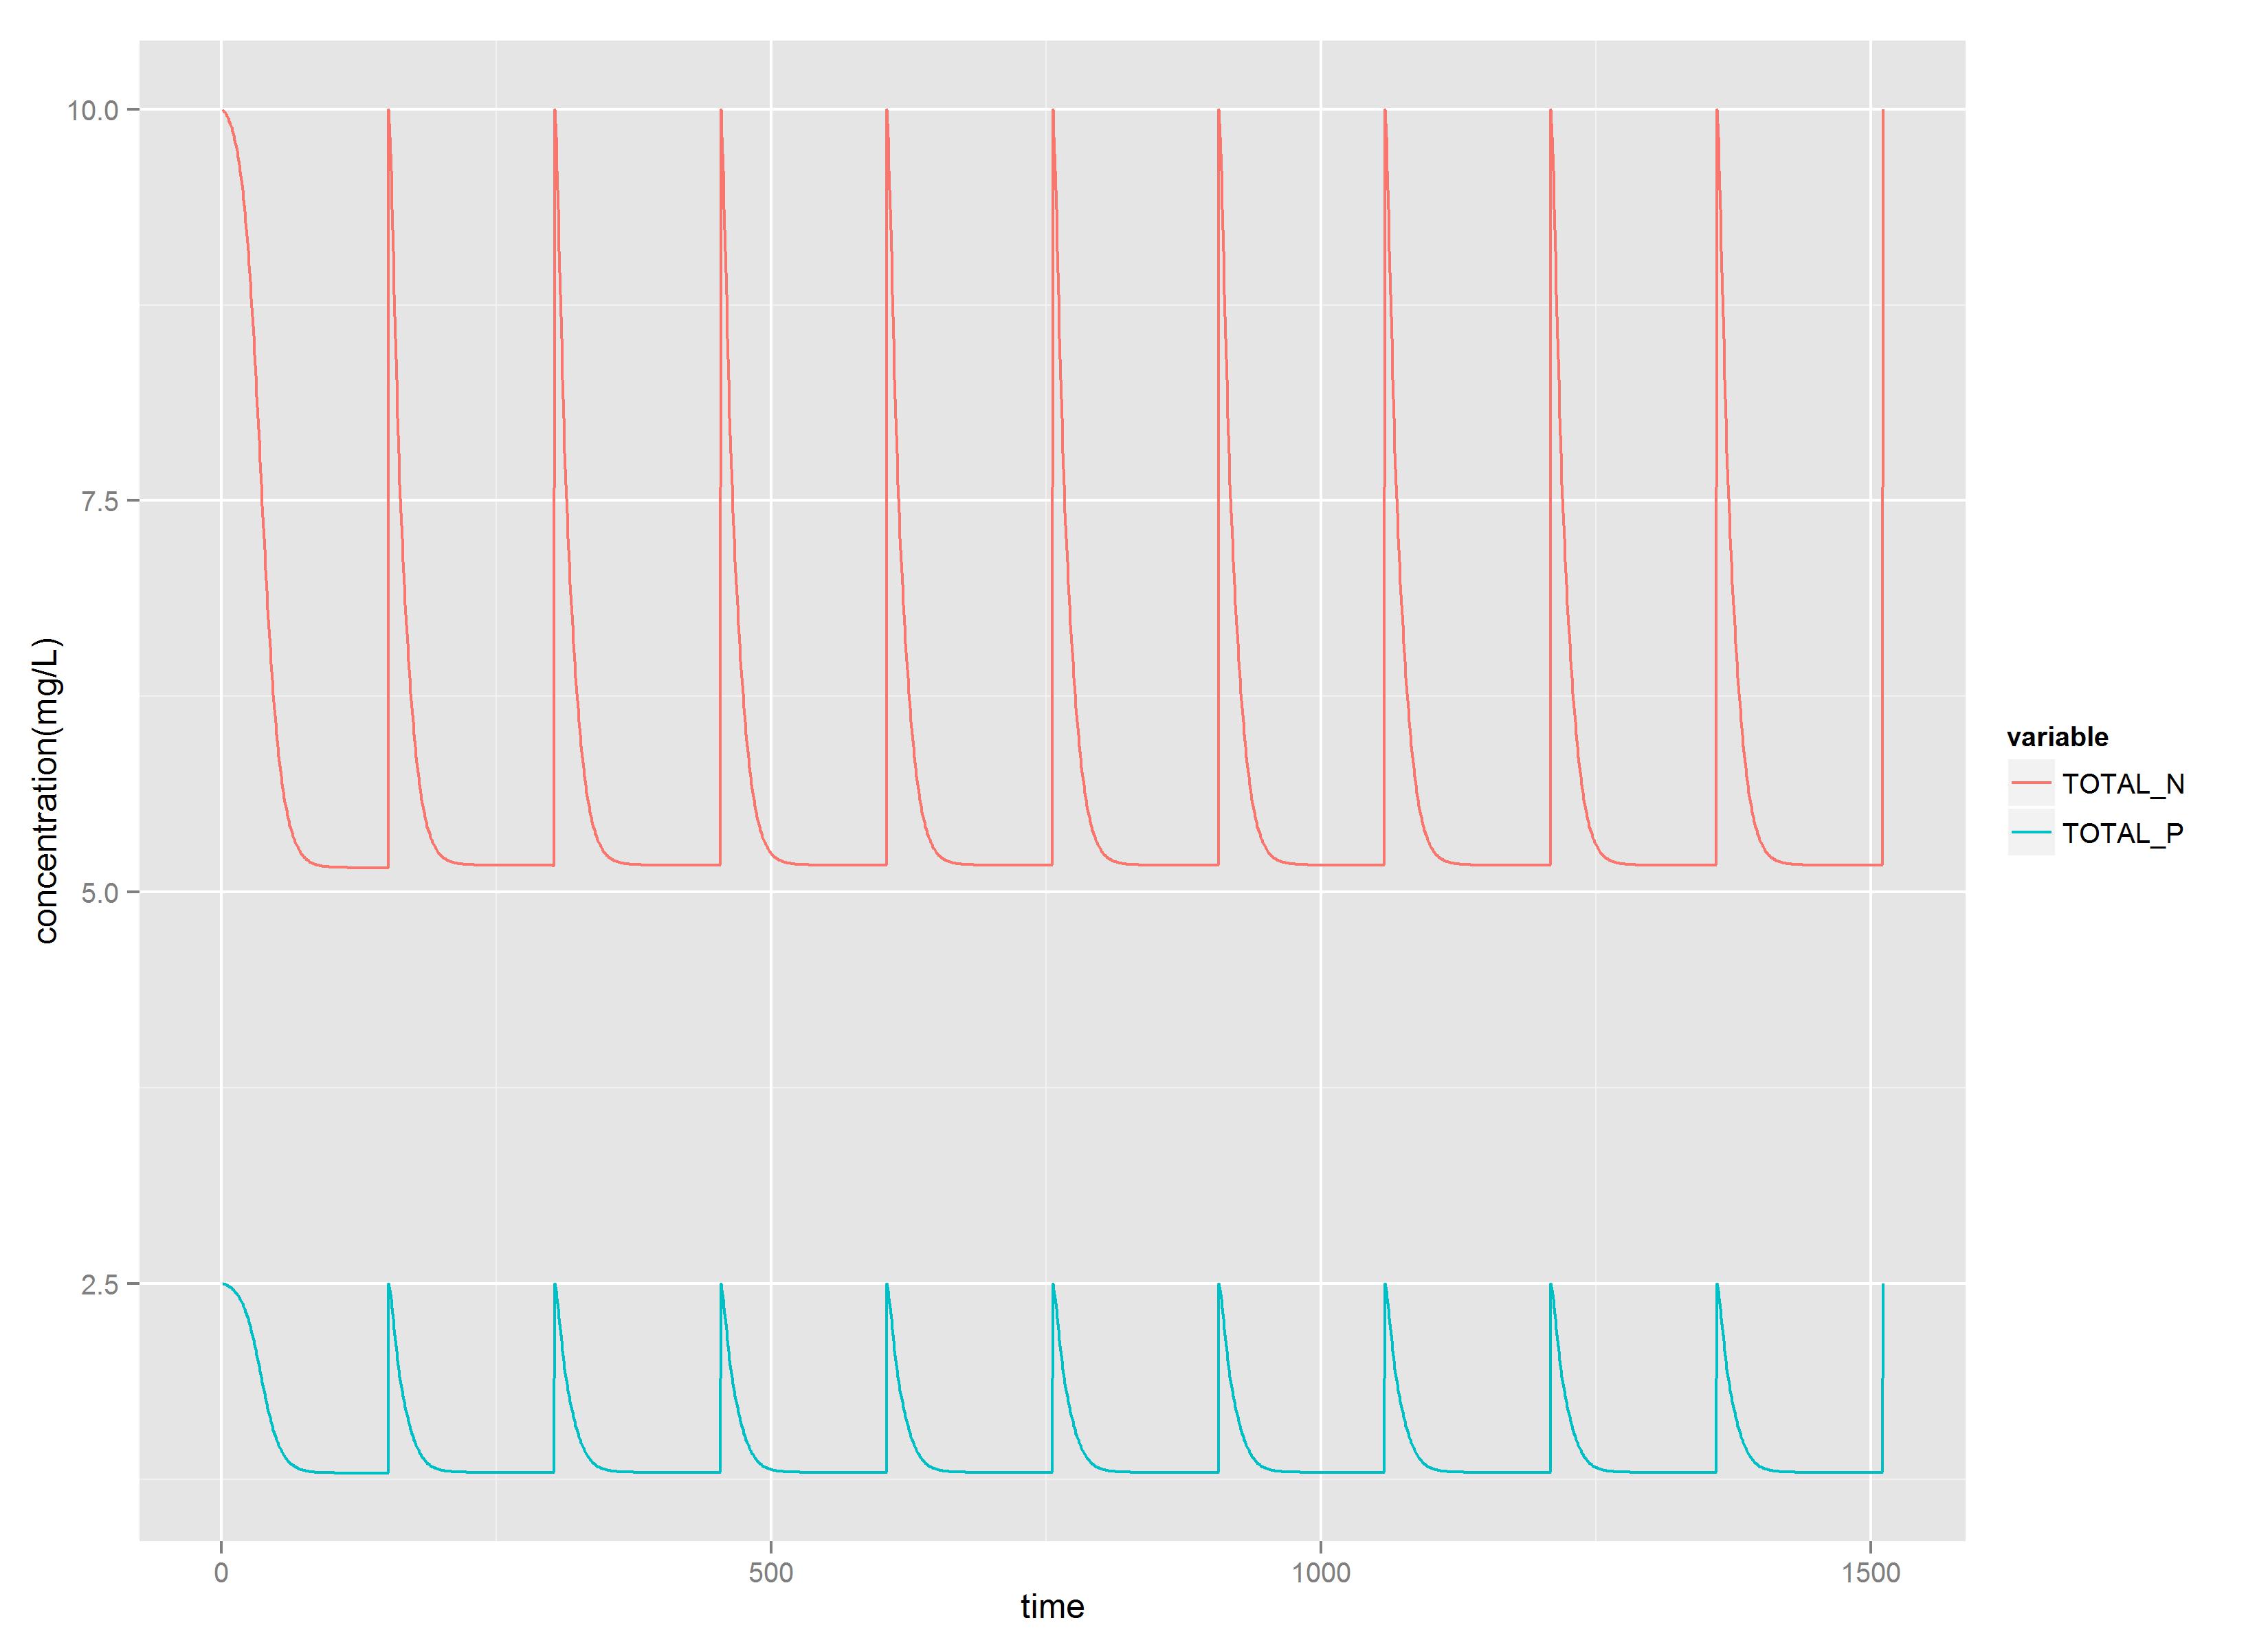 concentration(mg/L)
10.0
7.5
5.0
2.5
0
500
1000
1500
time
variable
TOTAL_N
TOTAL_P